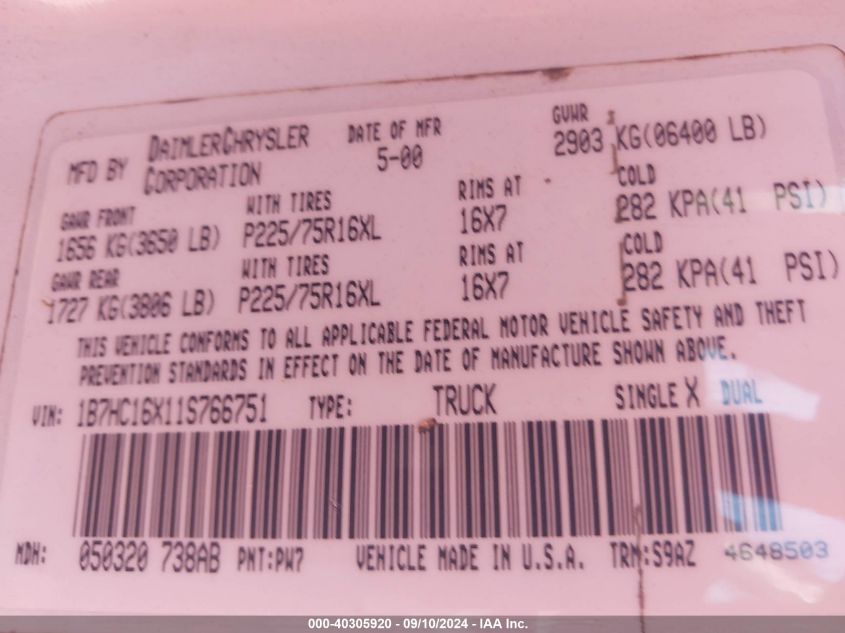 MFD BY DAIMLERCHRYSLER CORPORATION DATE OF MFR 5-00 GVWR 2903 KG(06400 LB)
GAWR FRONT WITH TIRES RIMS AT COLD
1656 KG(3650 LB) P225/75R16XL 16X7 282 KPA(41 PSI)
GAWR REAR WITH TIRES RIMS AT COLD
1727 KG(3806 LB) P225/75R16XL 16X7 282 KPA(41 PSI)
THIS VEHICLE CONFORMS TO ALL APPLICABLE FEDERAL MOTOR VEHICLE SAFETY AND THEFT
PREVENTION STANDARDS IN EFFECT ON THE DATE OF MANUFACTURE SHOWN ABOVE.
VIN: 1B7HC16X11S766751 TYPE: TRUCK SINGLE X DUAL
MDH: 050320 738AB PNT:PW7 VEHICLE MADE IN U.S.A. TRM:S9AZ 4648503
000-40305920 - 09/10/2024 - IAA Inc.